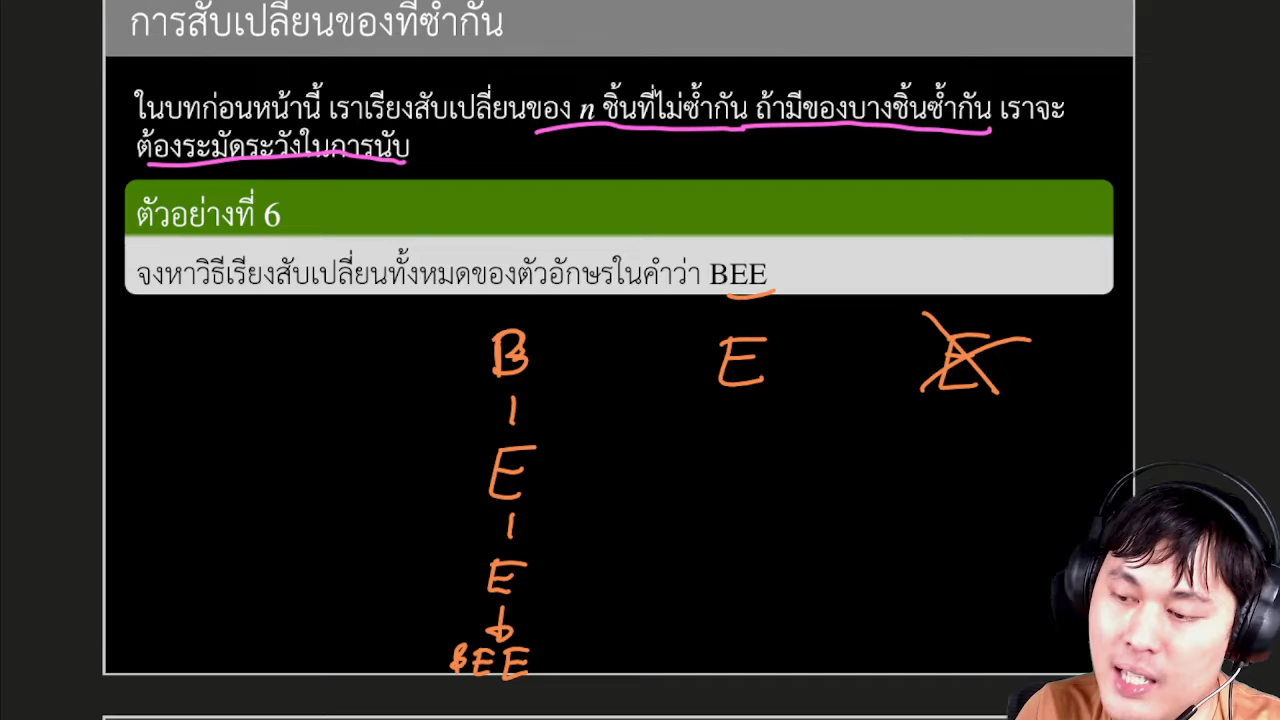 การสับเปลี่ยนของที่ซ้ำกัน
ในบทก่อนหน้านี้ เราเรียงสับเปลี่ยนของ n ชิ้นที่ไม่ซ้ำกัน ถ้ามีของบางชิ้นซ้ำกัน เราจะ
ต้องระมัดระวังในการนับ
ตัวอย่างที่ 6
จงหาวิธีเรียงสับเปลี่ยนทั้งหมดของตัวอักษรในคำว่า BEE
B E E
E
E
BEE